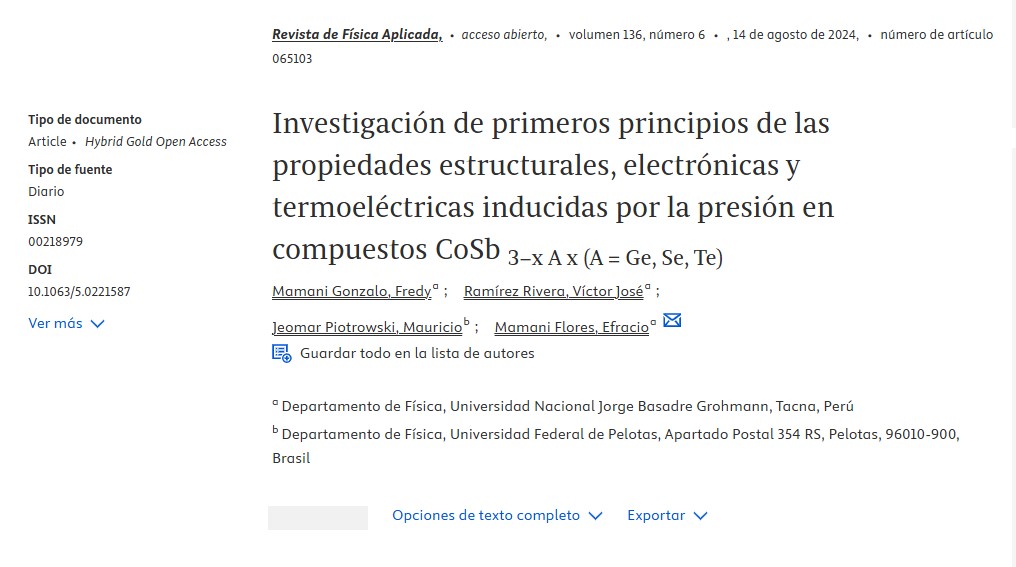 Revista de Física Aplicada, • acceso abierto, • volumen 136, número 6 • , 14 de agosto de 2024, • número de artículo
065103
Tipo de documento
Article • Hybrid Gold Open Access
Tipo de fuente
Diario
ISSN
00218979
DOI
10.1063/5.0221587
Ver más
Investigación de primeros principios de las
propiedades estructurales, electrónicas y
termoeléctricas inducidas por la presión en
compuestos CoSb 3–x A x (A = Ge, Se, Te)
Mamani Gonzalo, Fredy a ; Ramírez Rivera, Víctor José a ;
Jeomar Piotrowski, Mauricio b ; Mamani Flores, Efracio a
Guardar todo en la lista de autores
a Departamento de Física, Universidad Nacional Jorge Basadre Grohmann, Tacna, Perú
b Departamento de Física, Universidad Federal de Pelotas, Apartado Postal 354 RS, Pelotas, 96010-900,
Brasil
Opciones de texto completo Exportar